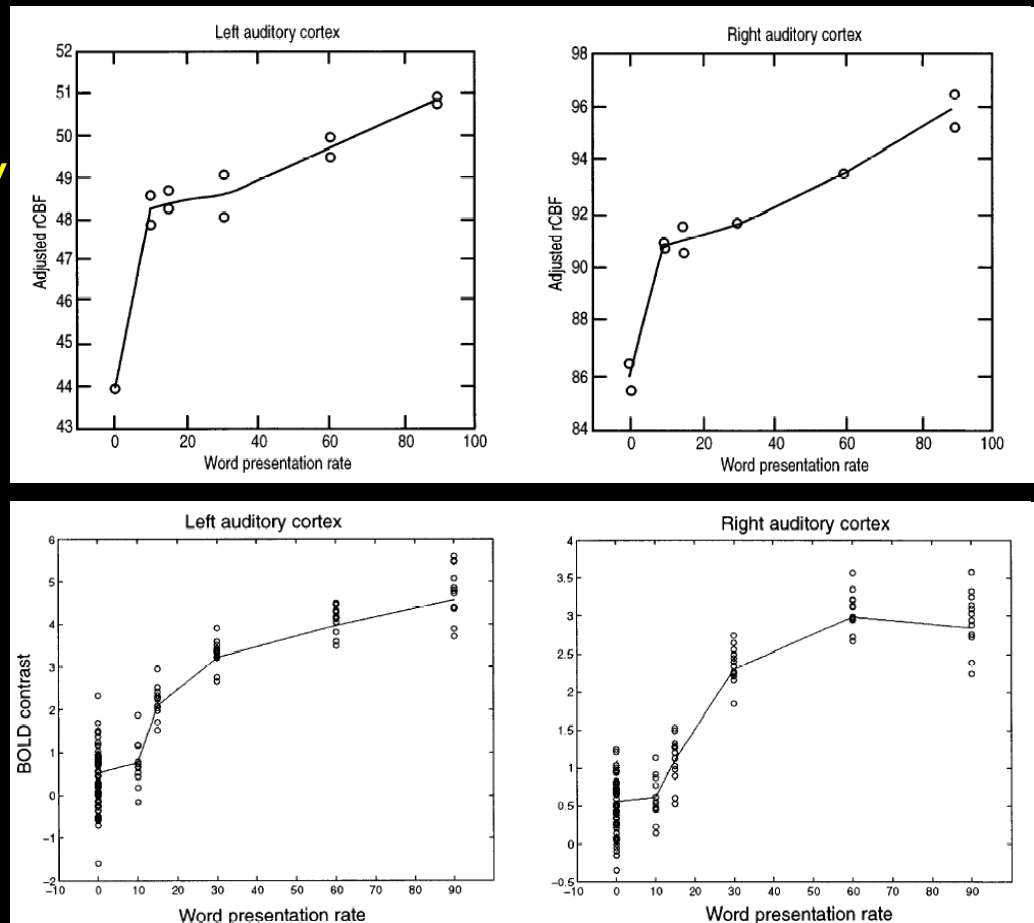 Left auditory cortex
52
51
50
49
48
47
46
45
44
43
Adjusted rCBF
0 20 40 60 80 100
Word presentation rate
Right auditory cortex
98
96
94
92
90
88
86
84
Adjusted rCBF
0 20 40 60 80 100
Word presentation rate
Left auditory cortex
6
5
4
3
2
1
0
-1
-2
BOLD contrast
-10 0 10 20 30 40 50 60 70 80 90
Word presentation rate
Right auditory cortex
4
3.5
3
2.5
2
1.5
1
0.5
0
-0.5
-10 0 10 20 30 40 50 60 70 80 90
Word presentation rate